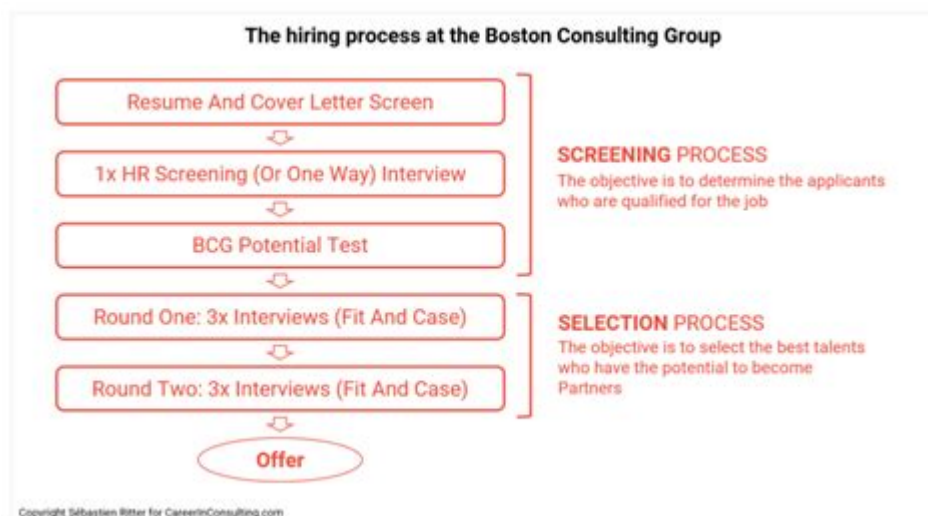 The hiring process at the Boston Consulting Group
Resume And Cover Letter Screen
1x HR Screening (Or One Way) Interview
BCG Potential Test
SCREENING PROCESS
The objective is to determine the applicants
who are qualified for the job
Round One: 3x Interviews (Fit And Case)
Round Two: 3x Interviews (Fit And Case)
SELECTION PROCESS
The objective is to select the best talents
who have the potential to become
Partners
Offer
Copyright Sébastien Ritter for CareerInConsulting.com